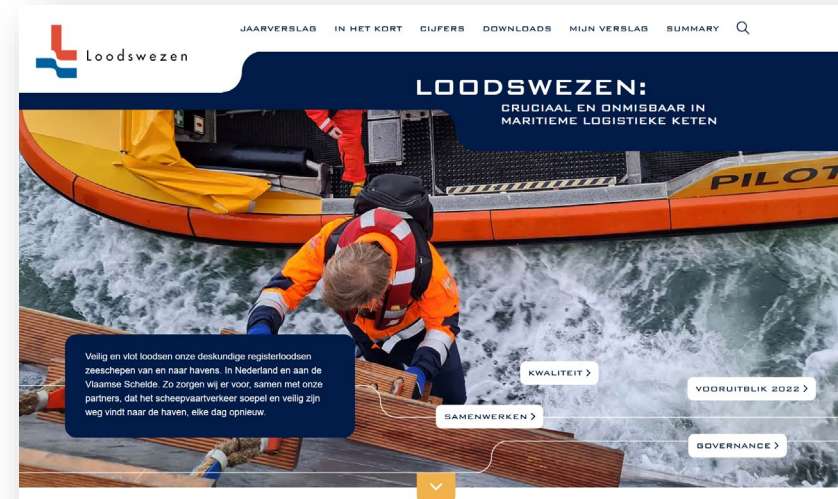 JAARVERSLAG IN HET KORT CIJFERS DOWNLOADS MIJN VERSLAG SUMMARY
Loodswezen
LOODSWEZEN:
CRUCIAAL EN ONMISBAAR IN
MARITIEME LOGISTIEKE KETEN
PILOT
Veilig en vlot loodsen onze deskundige registerloodsen
zeeschepen van en naar havens. In Nederland en aan de
Vlaamse Schelde. Zo zorgen wij er voor, samen met onze
partners, dat het scheepvaartverkeer soepel en veilig zijn
weg vindt naar de haven, elke dag opnieuw.
KWALITEIT >
VOORUITBLIK 2022 >
SAMENWERKEN >
GOVERNANCE >